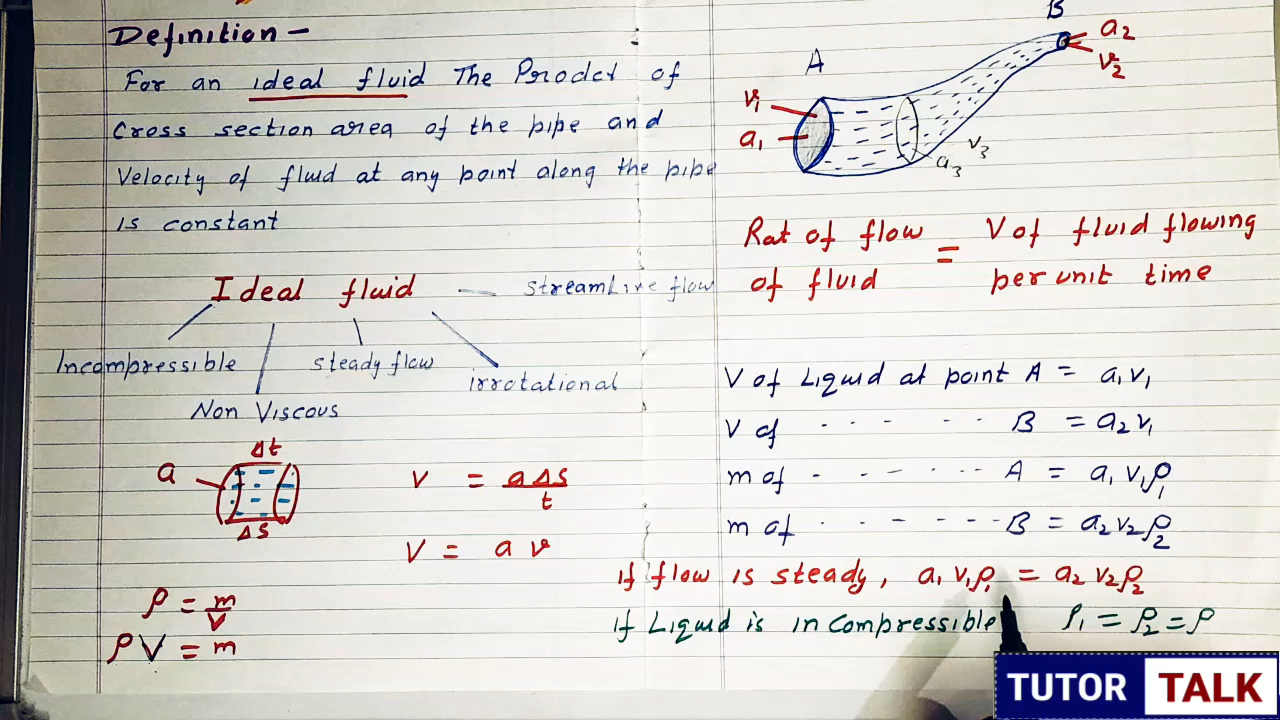 Definition –
For an ideal fluid The Prodct of
Cross section area of the pipe and
Velocity of fluid at any point along the pipe
is constant
Ideal fluid — streamline flow
Incompressible
steady flow
irrotational
Non Viscous
Δt
a
Δs
V = aΔs/t
V = a v
ρ = m/V
ρV = m
A
B
v₁
a₁
a₂
v₂
a₃
v₃
Rat of flow of fluid = V of fluid flowing per unit time
V of Liquid at point A = a₁v₁
V of - - - - - B = a₂v₁
m of - - - - - A = a₁v₁ρ₁
m of - - - - - B = a₂v₂ρ₂
If flow is steady, a₁v₁ρ₁ = a₂v₂ρ₂
If Liquid is incompressible ρ₁ = ρ₂ = ρ
TUTOR TALK